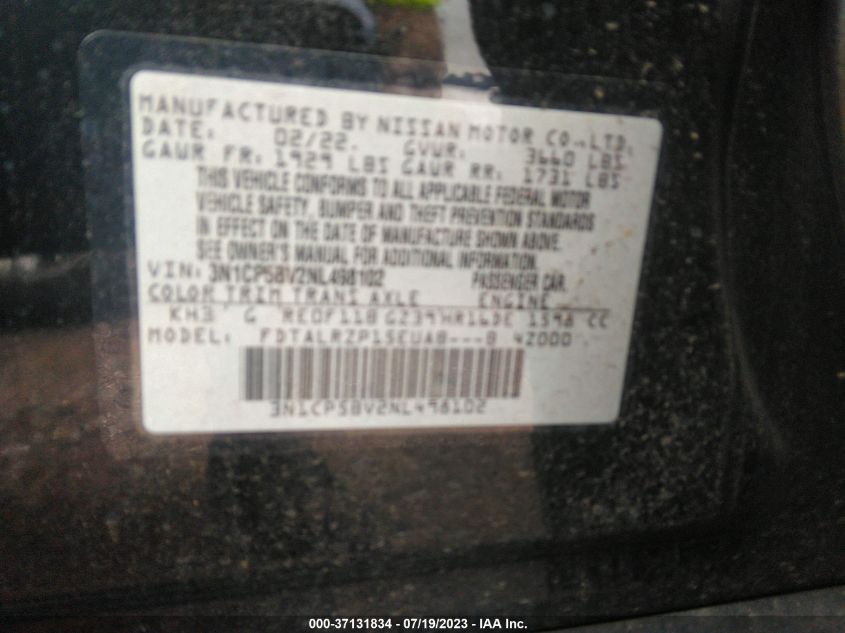 MANUFACTURED BY NISSAN MOTOR CO.,LTD.
DATE: 02/22. GVWR: 3660 LBS.
GAWR FR: 1929 LBS GAWR RR: 1731 LBS
THIS VEHICLE CONFORMS TO ALL APPLICABLE FEDERAL MOTOR
VEHICLE SAFETY, BUMPER AND THEFT PREVENTION STANDARDS
IN EFFECT ON THE DATE OF MANUFACTURE SHOWN ABOVE.
SEE OWNER'S MANUAL FOR ADDITIONAL INFORMATION.
VIN: 3N1CP5BV2NL498102 PASSENGER CAR.
COLOR TRIM TRANS AXLE ENGINE
KH3 G RE0F11B G239 HR16DE 1598 CC
MODEL: FDTALRZP15EUAB---B 4Z000
3N1CP5BV2NL498102
000-37131834 - 07/19/2023 - IAA Inc.